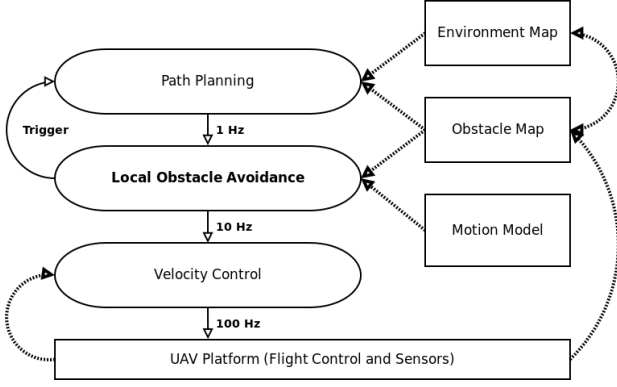 Environment Map
Path Planning
1 Hz
Trigger
Obstacle Map
Local Obstacle Avoidance
10 Hz
Motion Model
Velocity Control
100 Hz
UAV Platform (Flight Control and Sensors)